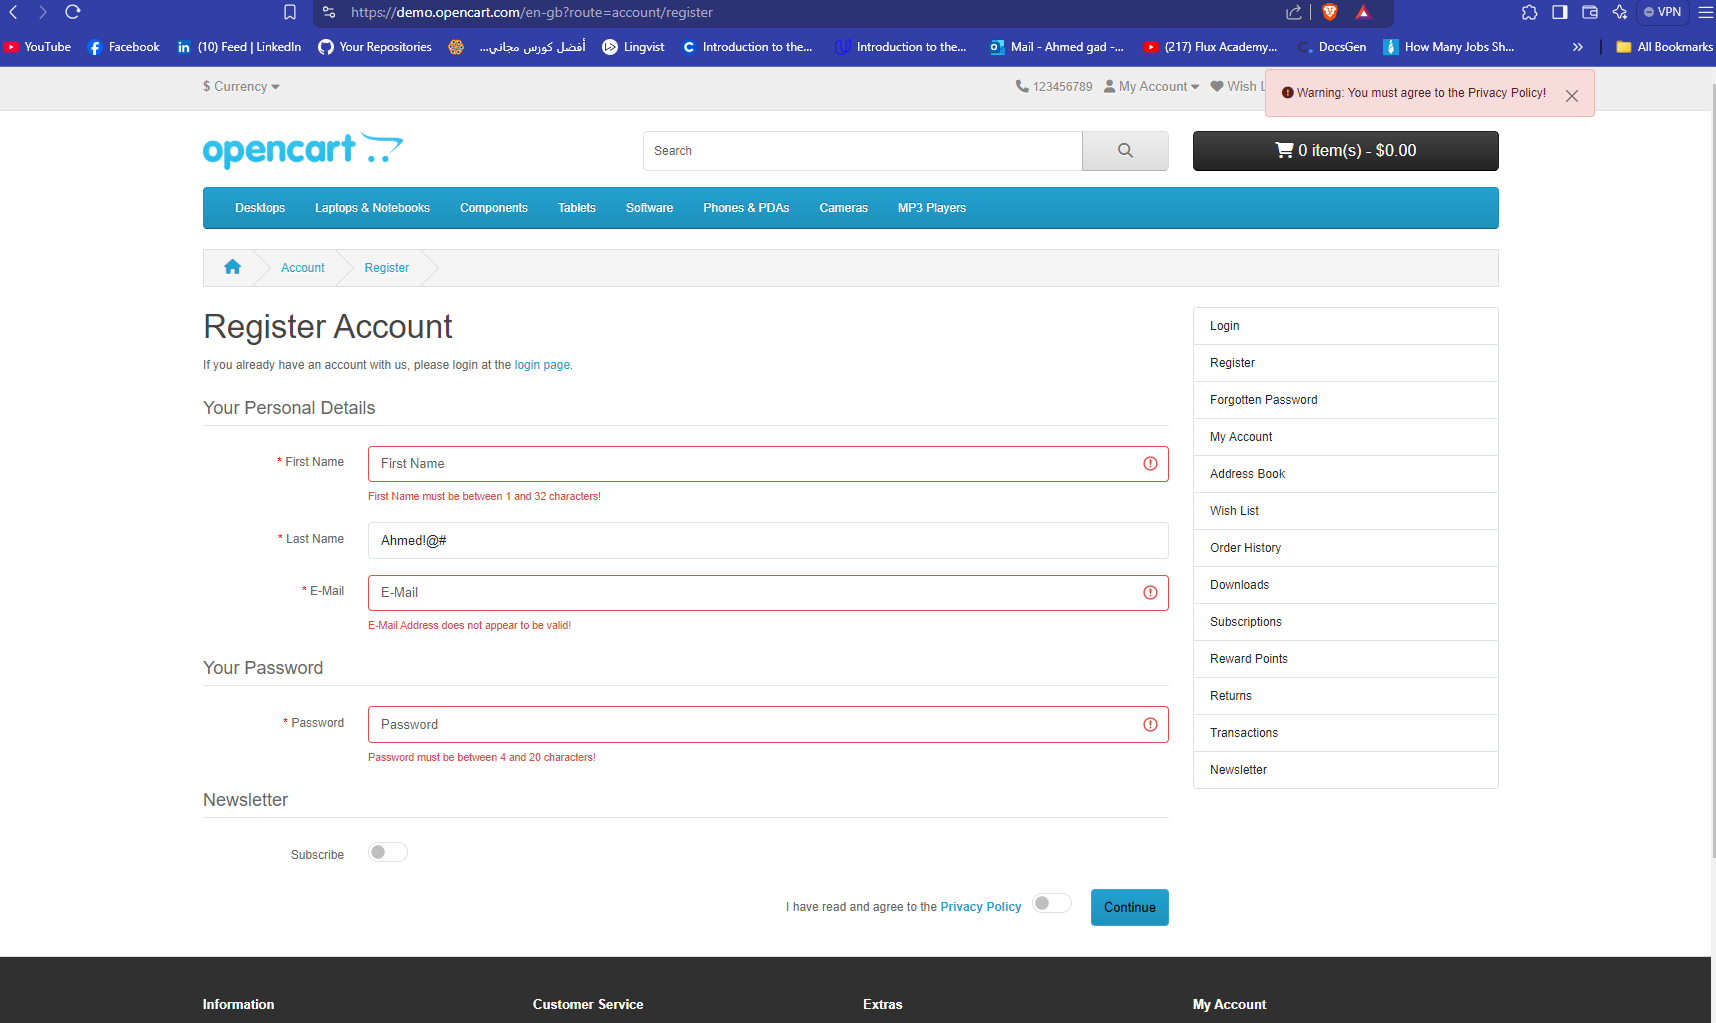 https://demo.opencart.com/en-gb?route=account/register
VPN
YouTube
Facebook
(10) Feed | LinkedIn
Your Repositories
أفضل كورس مجاني...
Lingvist
Introduction to the...
Introduction to the...
Mail - Ahmed gad -...
(217) Flux Academy...
DocsGen
How Many Jobs Sh...
»
All Bookmarks
$ Currency
123456789
My Account
Wish L
Warning: You must agree to the Privacy Policy!
opencart
Search
0 item(s) - $0.00
Desktops
Laptops & Notebooks
Components
Tablets
Software
Phones & PDAs
Cameras
MP3 Players
Account
Register
Register Account
If you already have an account with us, please login at the login page.
Your Personal Details
* First Name
First Name
First Name must be between 1 and 32 characters!
* Last Name
Ahmed!@#
* E-Mail
E-Mail
E-Mail Address does not appear to be valid!
Your Password
* Password
Password
Password must be between 4 and 20 characters!
Newsletter
Subscribe
I have read and agree to the Privacy Policy
Continue
Login
Register
Forgotten Password
My Account
Address Book
Wish List
Order History
Downloads
Subscriptions
Reward Points
Returns
Transactions
Newsletter
Information
Customer Service
Extras
My Account